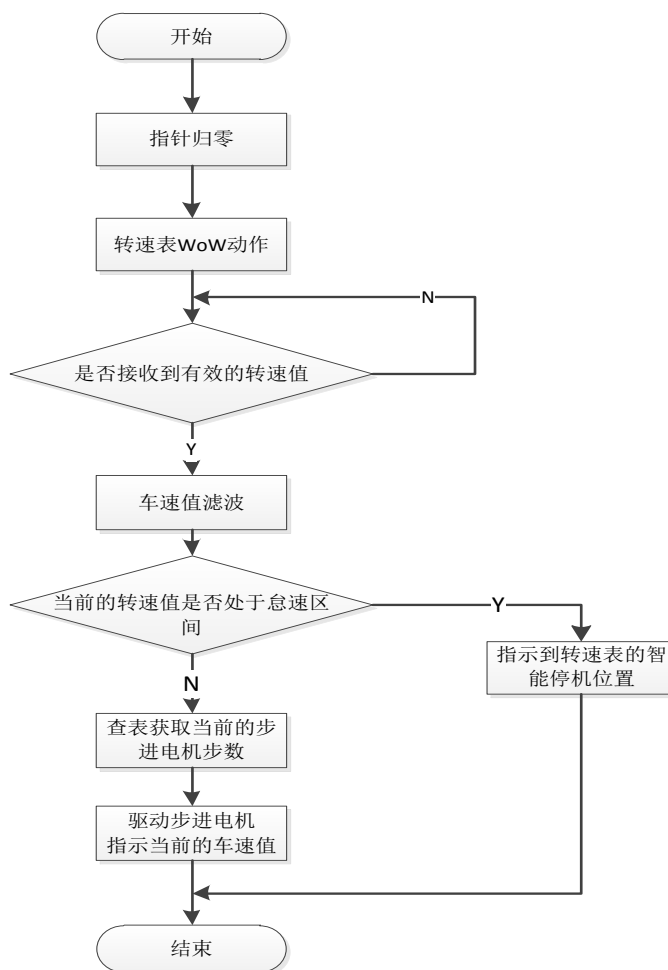 开始
指针归零
转速表WoW动作
N
是否接收到有效的转速值
Y
车速值滤波
当前的转速值是否处于怠速区
间
Y
指示到转速表的智
能停机位置
N
查表获取当前的步
进电机步数
驱动步进电机
指示当前的车速值
结束